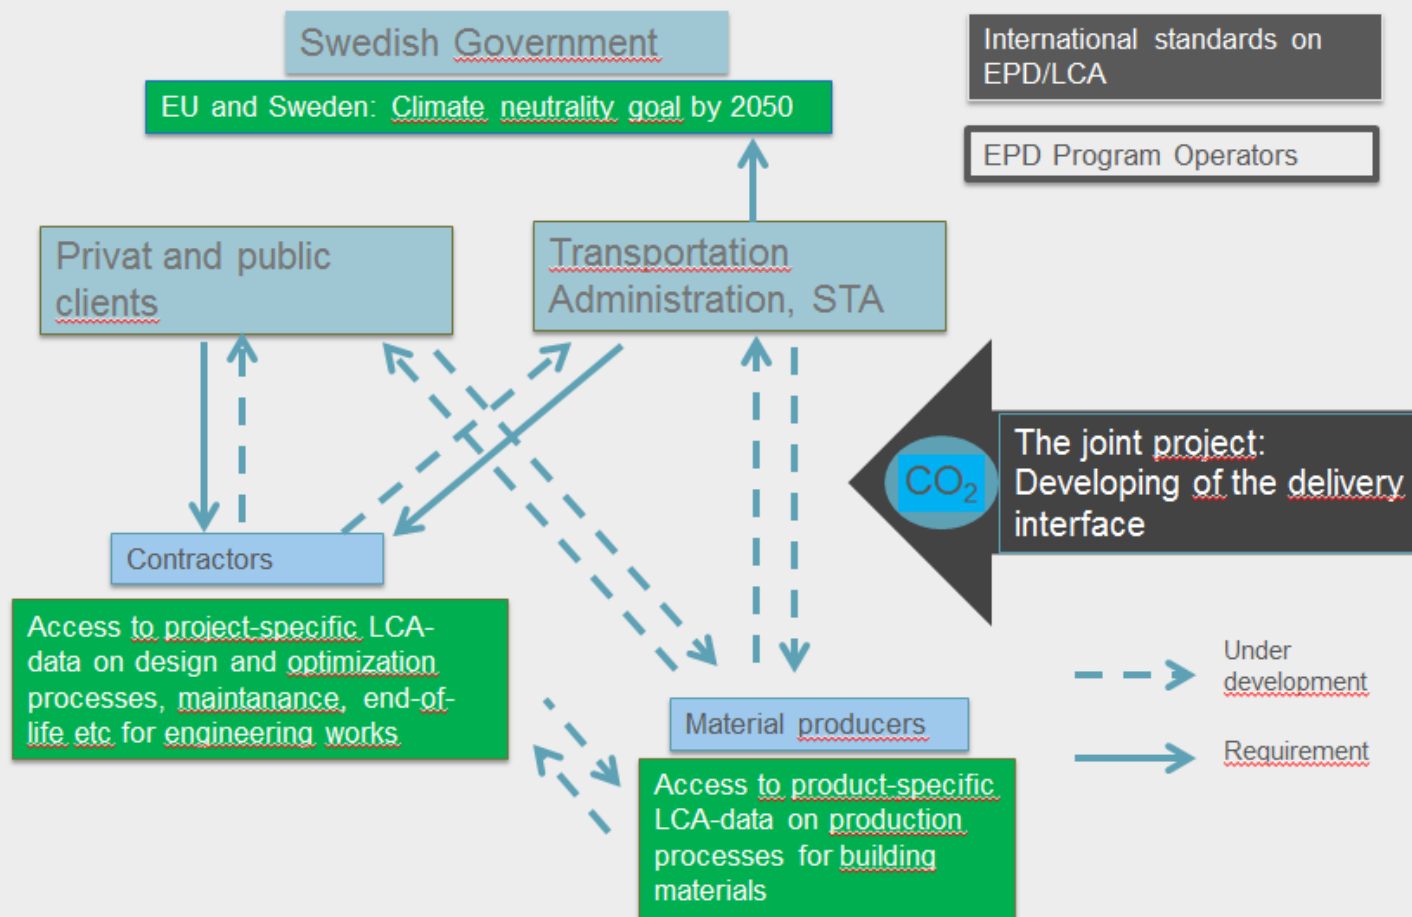 Swedish Government
EU and Sweden: Climate neutrality goal by 2050
International standards on
EPD/LCA
EPD Program Operators
Privat and public
clients
Transportation
Administration, STA
CO₂
The joint project:
Developing of the delivery
interface
Contractors
Access to project-specific LCA-
data on design and optimization
processes, maintanance, end-of-
life etc for engineering works
Material producers
Access to product-specific
LCA-data on production
processes for building
materials
Under
development
Requirement